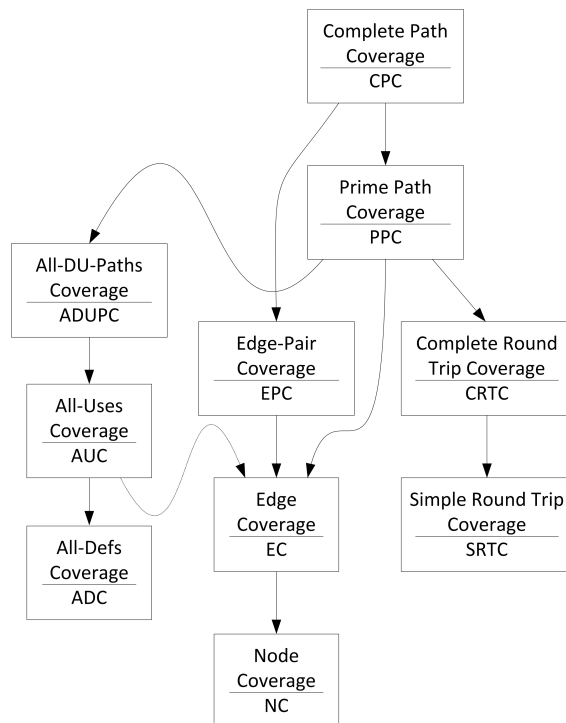 Complete Path
Coverage
CPC
Prime Path
Coverage
PPC
All-DU-Paths
Coverage
ADUPC
Edge-Pair
Coverage
EPC
Complete Round
Trip Coverage
CRTC
All-Uses
Coverage
AUC
Edge
Coverage
EC
Simple Round Trip
Coverage
SRTC
All-Defs
Coverage
ADC
Node
Coverage
NC